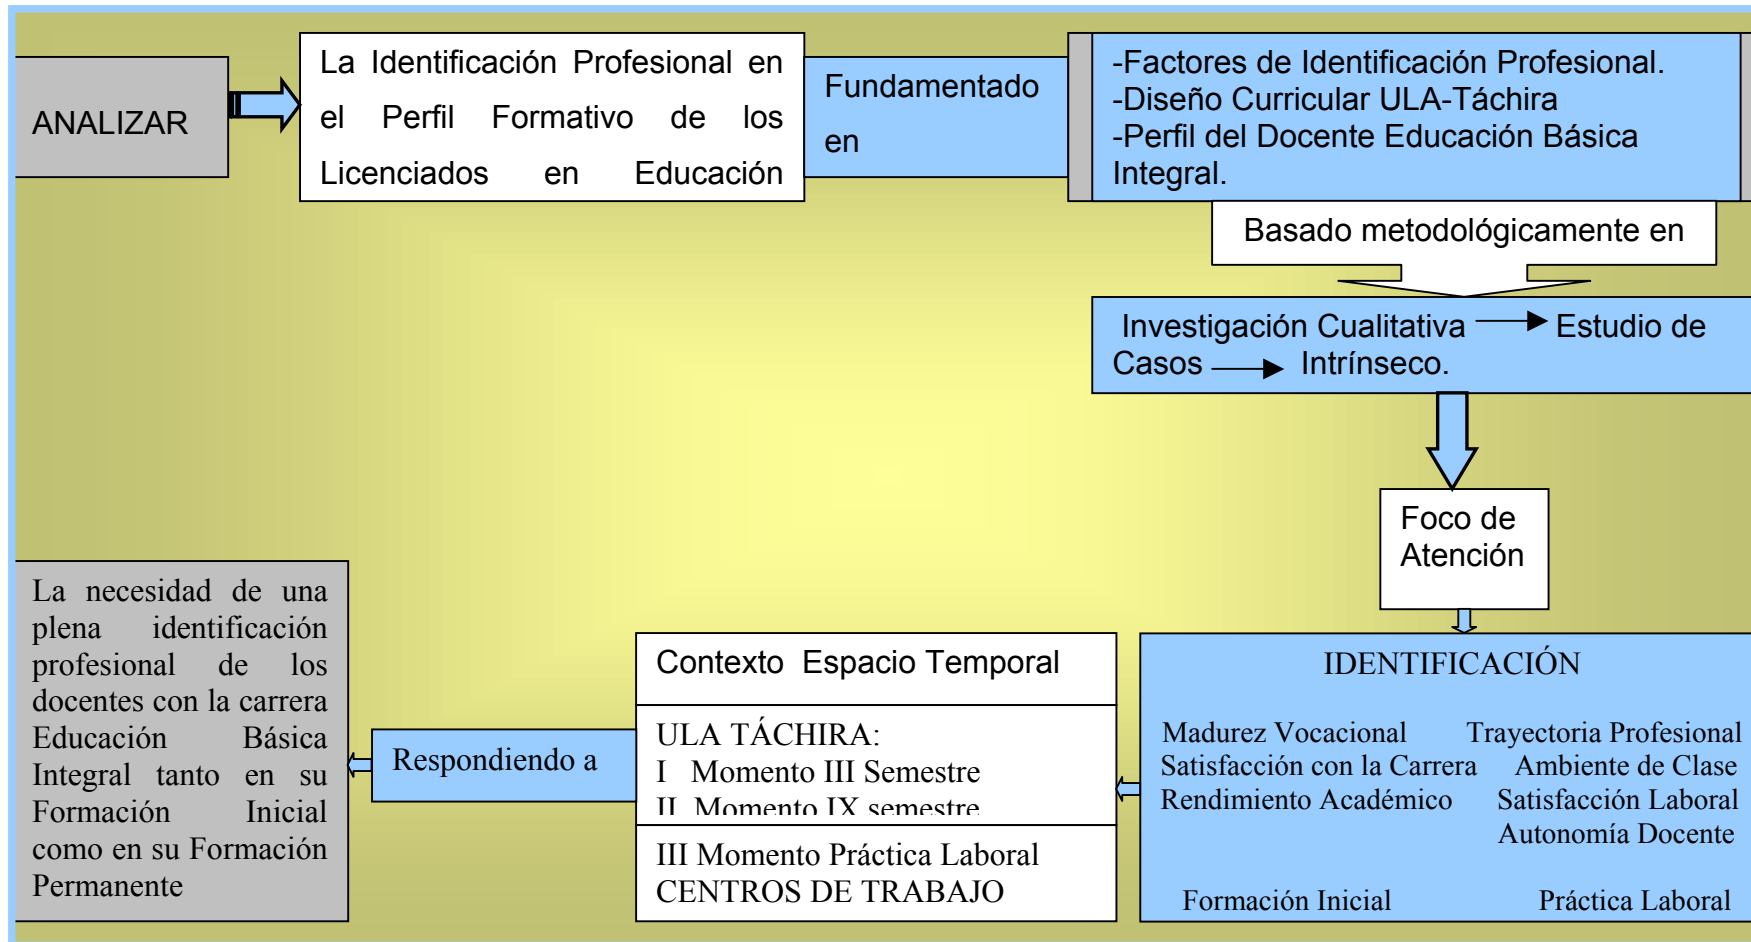 ANALIZAR
La Identificación Profesional en
el Perfil Formativo de los
Licenciados en Educación
Fundamentado
en
-Factores de Identificación Profesional.
-Diseño Curricular ULA-Táchira
-Perfil del Docente Educación Básica
Integral.
Basado metodológicamente en
Investigación Cualitativa Estudio de
Casos Intrínseco.
Foco de
Atención
IDENTIFICACIÓN
Madurez Vocacional Trayectoria Profesional
Satisfacción con la Carrera Ambiente de Clase
Rendimiento Académico Satisfacción Laboral
Autonomía Docente
Formación Inicial Práctica Laboral
Contexto Espacio Temporal
ULA TÁCHIRA:
I Momento III Semestre
II Momento IX semestre
III Momento Práctica Laboral
CENTROS DE TRABAJO
Respondiendo a
La necesidad de una
plena identificación
profesional de los
docentes con la carrera
Educación Básica
Integral tanto en su
Formación Inicial
como en su Formación
Permanente